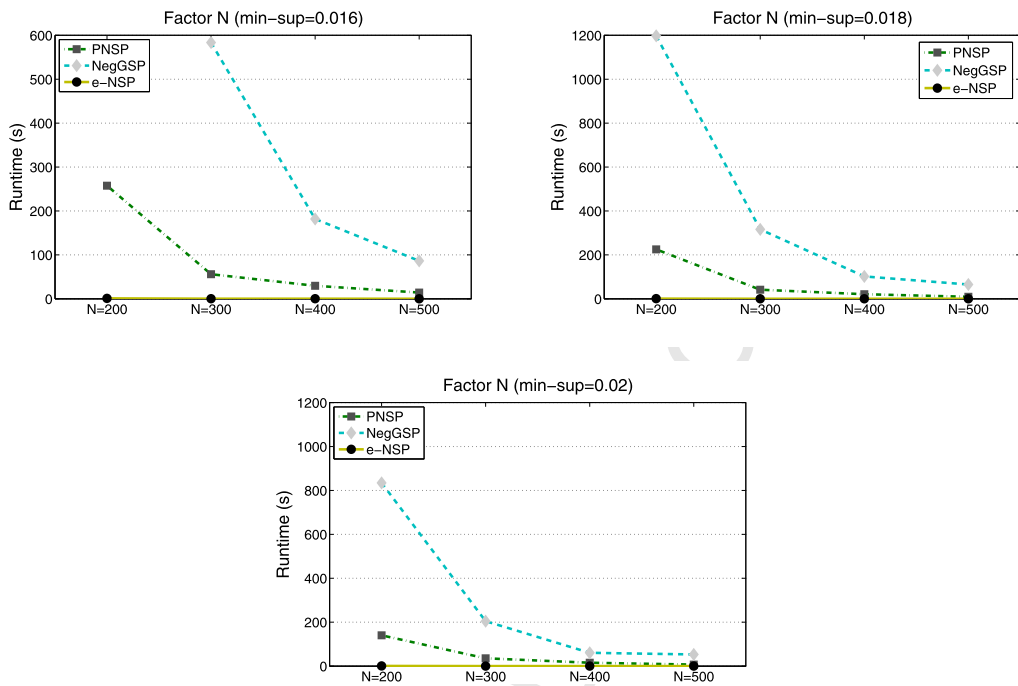 Factor N (min−sup=0.016)
600
500
400
300
200
100
0
Runtime (s)
PNSP
NegGSP
e−NSP
N=200 N=300 N=400 N=500
Factor N (min−sup=0.018)
1200
1000
800
600
400
200
0
Runtime (s)
PNSP
NegGSP
e−NSP
N=200 N=300 N=400 N=500
Factor N (min−sup=0.02)
1200
1000
800
600
400
200
0
Runtime (s)
PNSP
NegGSP
e−NSP
N=200 N=300 N=400 N=500